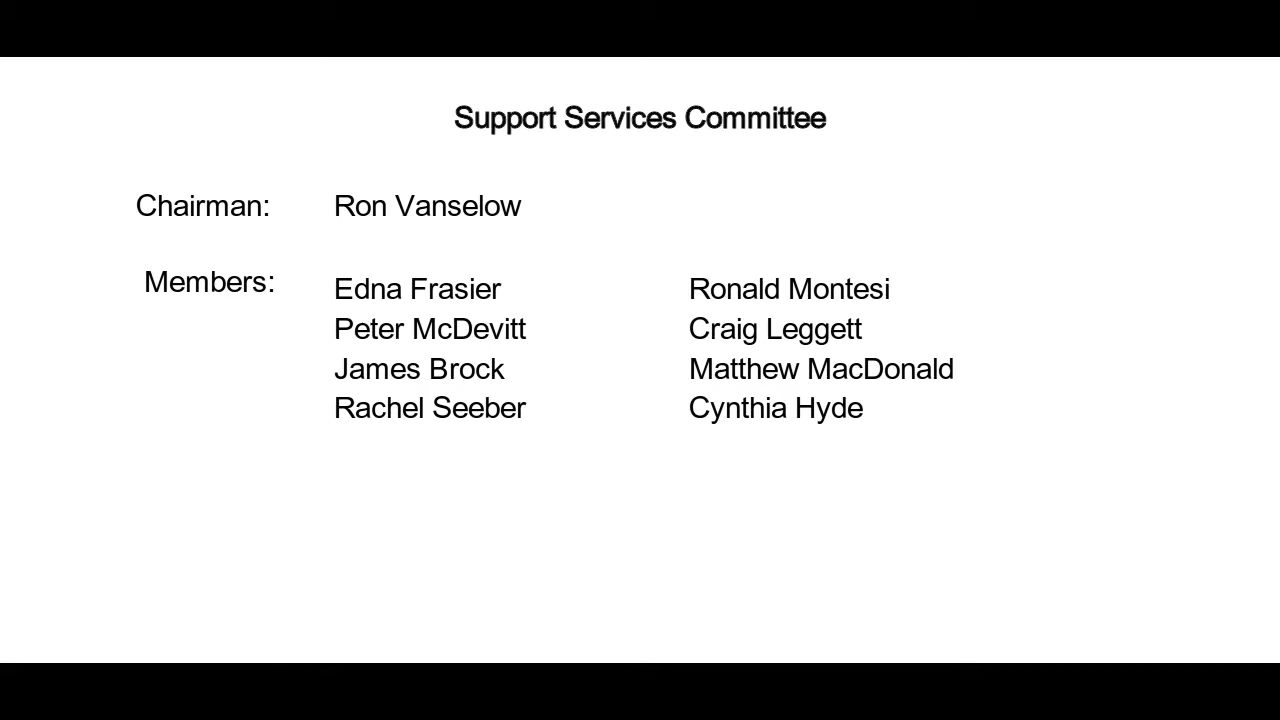 Support Services Committee
Chairman: Ron Vanselow
Members:
Edna Frasier Ronald Montesi
Peter McDevitt Craig Leggett
James Brock Matthew MacDonald
Rachel Seeber Cynthia Hyde